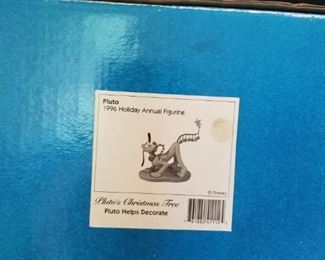 Pluto
1996 Holiday Annual Figurine
© Disney
Pluto's Christmas Tree
Pluto Helps Decorate